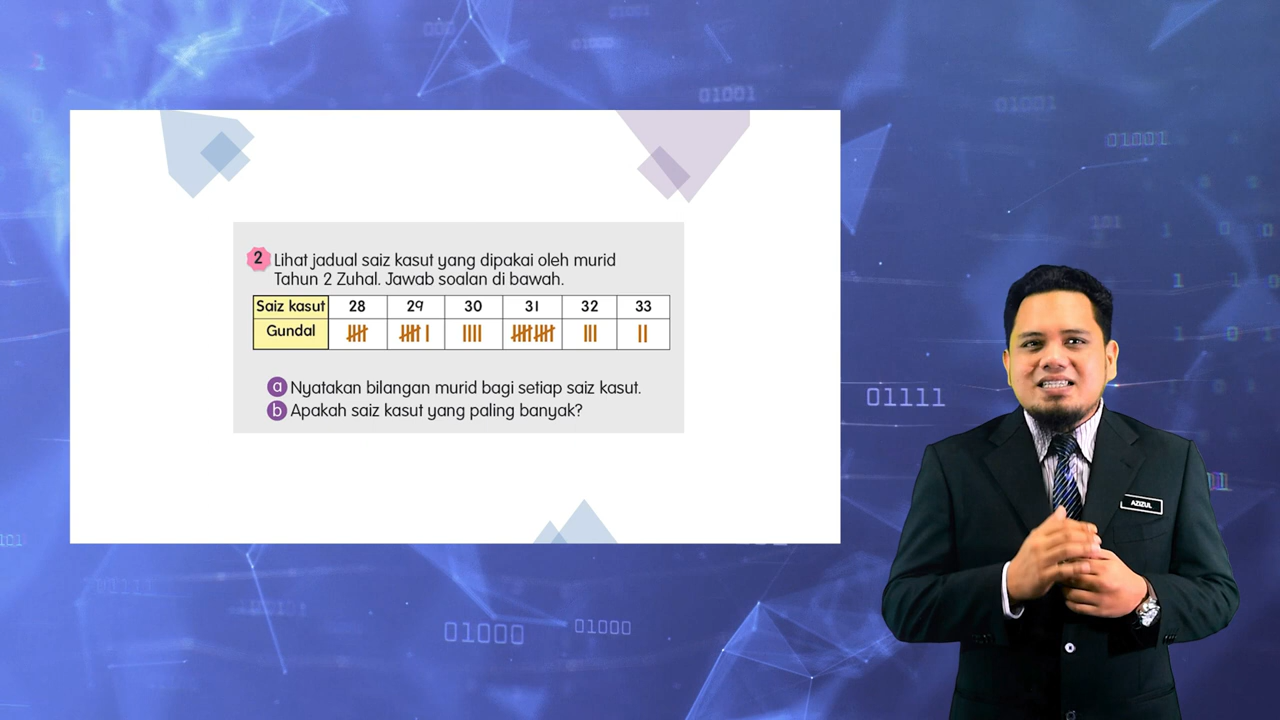 2 Lihat jadual saiz kasut yang dipakai oleh murid
Tahun 2 Zuhal. Jawab soalan di bawah.
Saiz kasut 28 29 30 31 32 33
Gundal
a Nyatakan bilangan murid bagi setiap saiz kasut.
b Apakah saiz kasut yang paling banyak?
AZIZUL
01001
01001
01001
01111
01000
01000